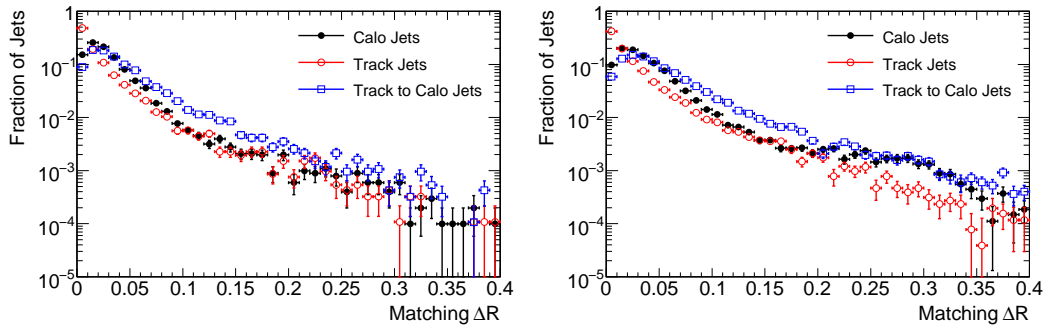 Fraction of Jets
1
10⁻¹
10⁻²
10⁻³
10⁻⁴
10⁻⁵
Calo Jets
Track Jets
Track to Calo Jets
0 0.05 0.1 0.15 0.2 0.25 0.3 0.35 0.4
Matching ΔR
Fraction of Jets
1
10⁻¹
10⁻²
10⁻³
10⁻⁴
10⁻⁵
Calo Jets
Track Jets
Track to Calo Jets
0 0.05 0.1 0.15 0.2 0.25 0.3 0.35 0.4
Matching ΔR